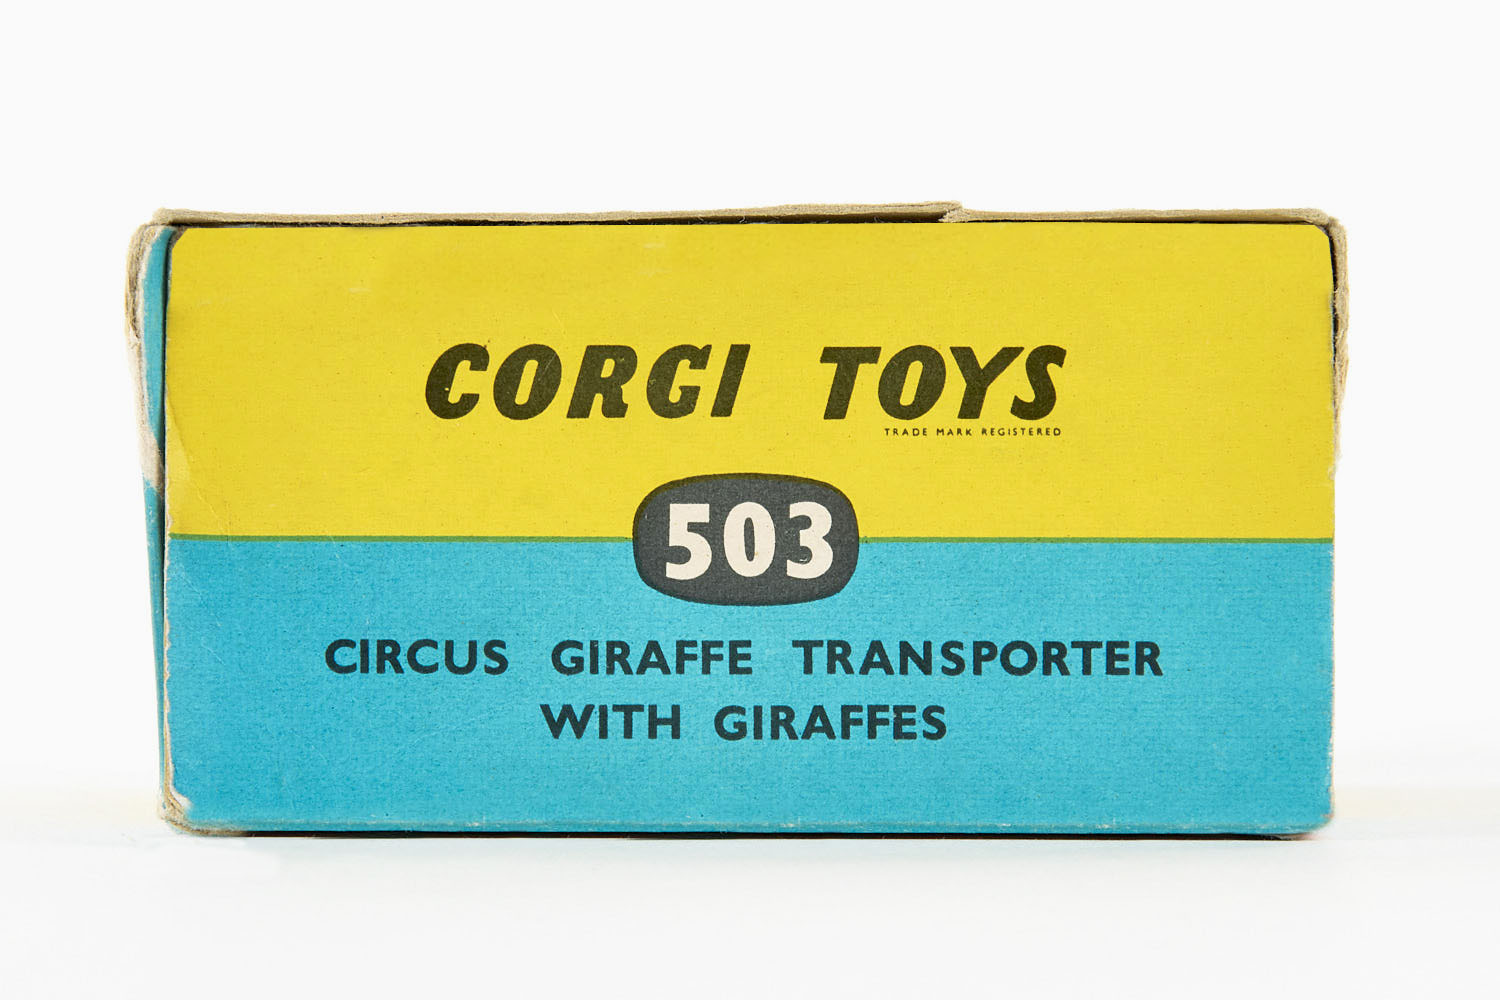 CORGI TOYS
TRADE MARK REGISTERED
503
CIRCUS GIRAFFE TRANSPORTER
WITH GIRAFFES